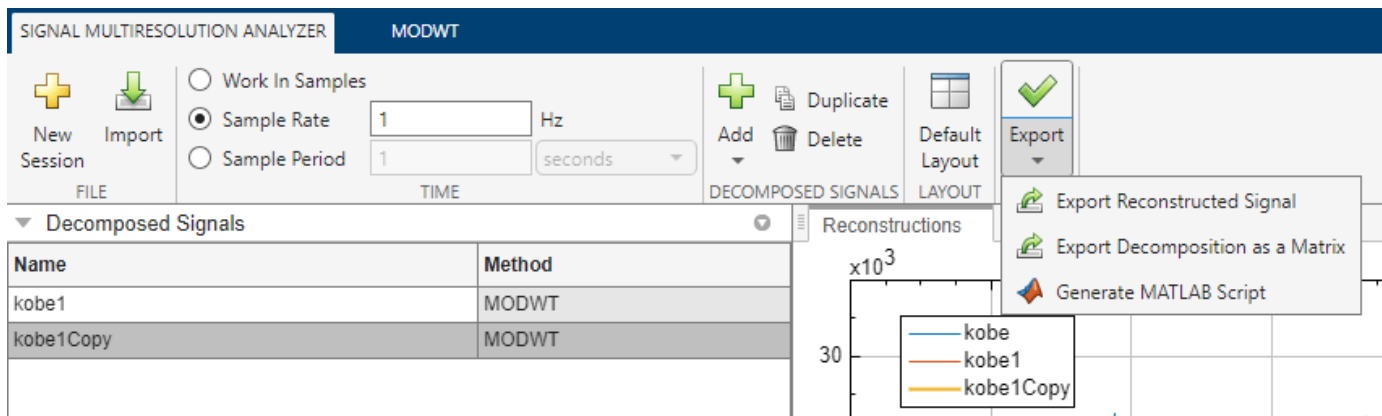 SIGNAL MULTIRESOLUTION ANALYZER
MODWT
New Session
Import
FILE
Work In Samples
Sample Rate 1 Hz
Sample Period 1 seconds
TIME
Add
Duplicate
Delete
DECOMPOSED SIGNALS
Default Layout
LAYOUT
Export
Export Reconstructed Signal
Export Decomposition as a Matrix
Generate MATLAB Script
Decomposed Signals
Name Method
kobe1 MODWT
kobe1Copy MODWT
Reconstructions
x10³
30
kobe
kobe1
kobe1Copy